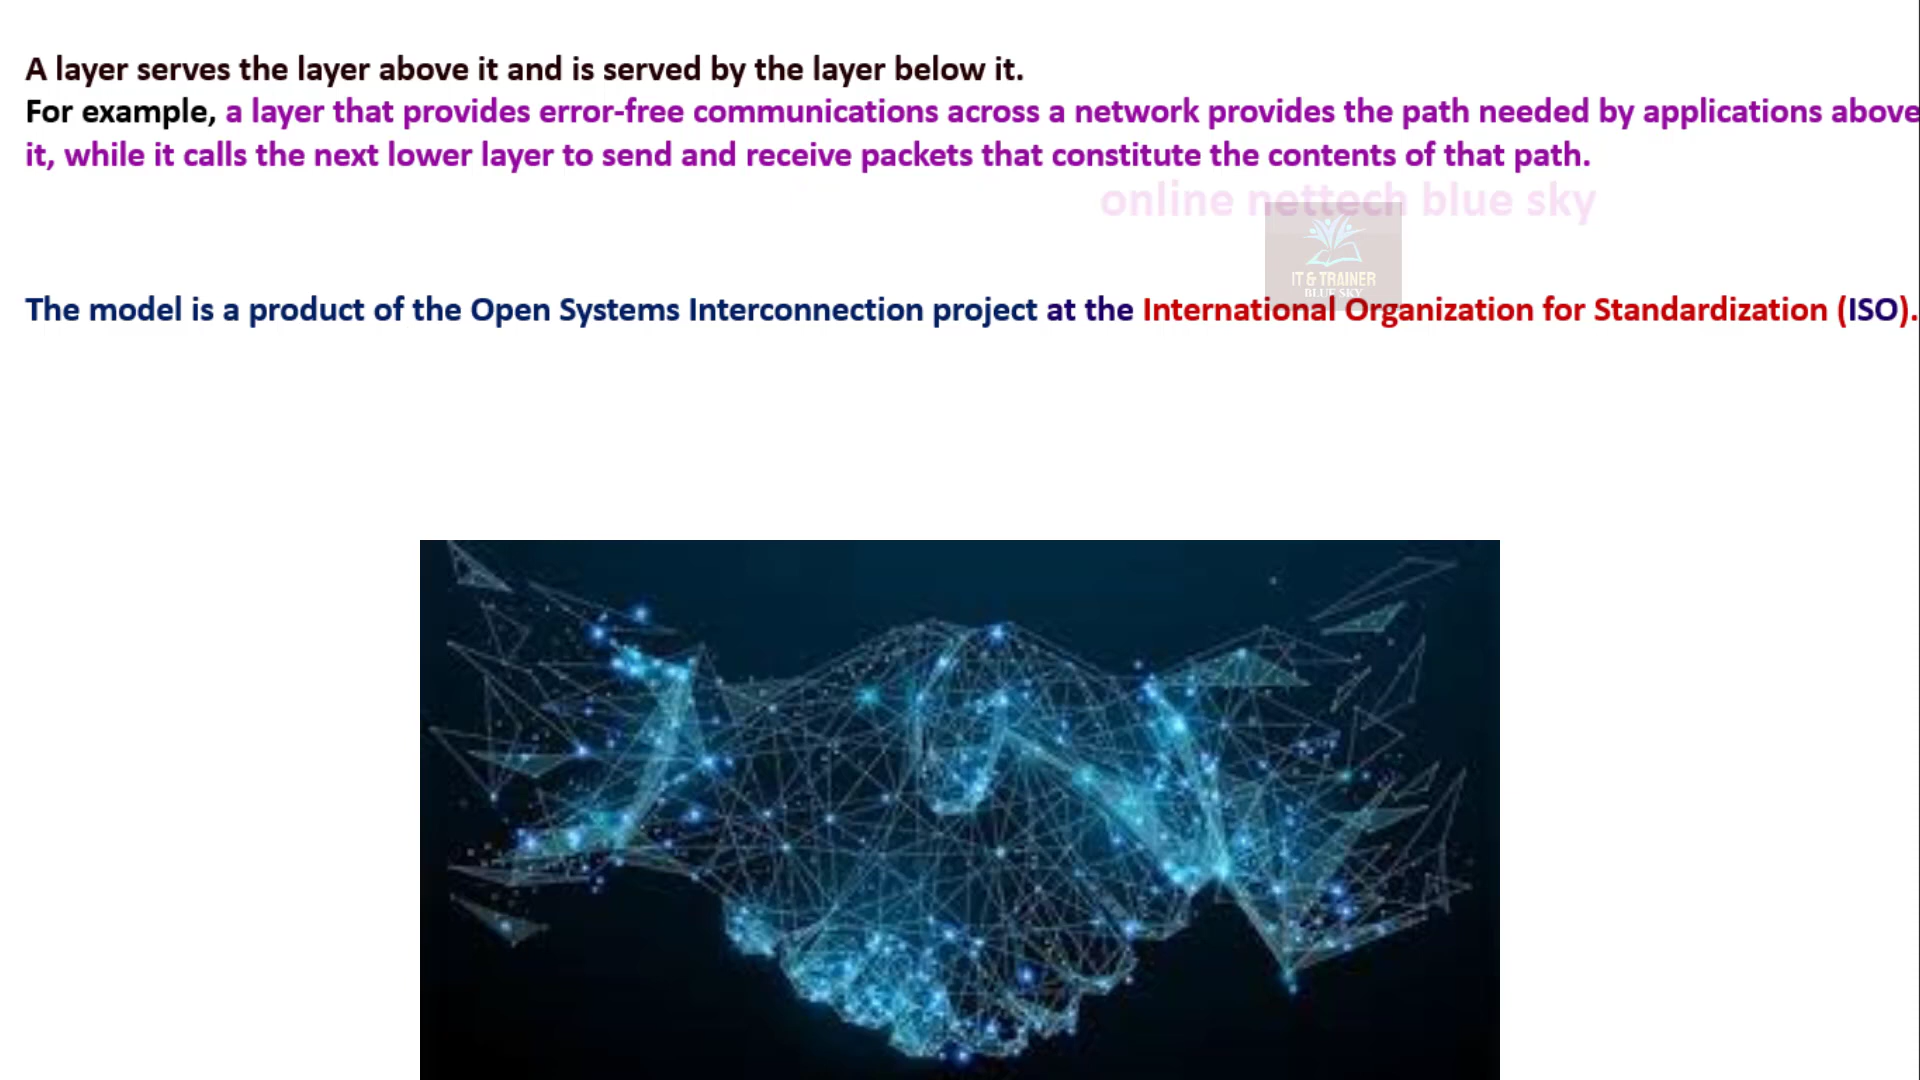 A layer serves the layer above it and is served by the layer below it.
For example, a layer that provides error-free communications across a network provides the path needed by applications above
it, while it calls the next lower layer to send and receive packets that constitute the contents of that path.
online nettech blue sky
IT & TRAINER
BLUE SKY
The model is a product of the Open Systems Interconnection project at the International Organization for Standardization (ISO).